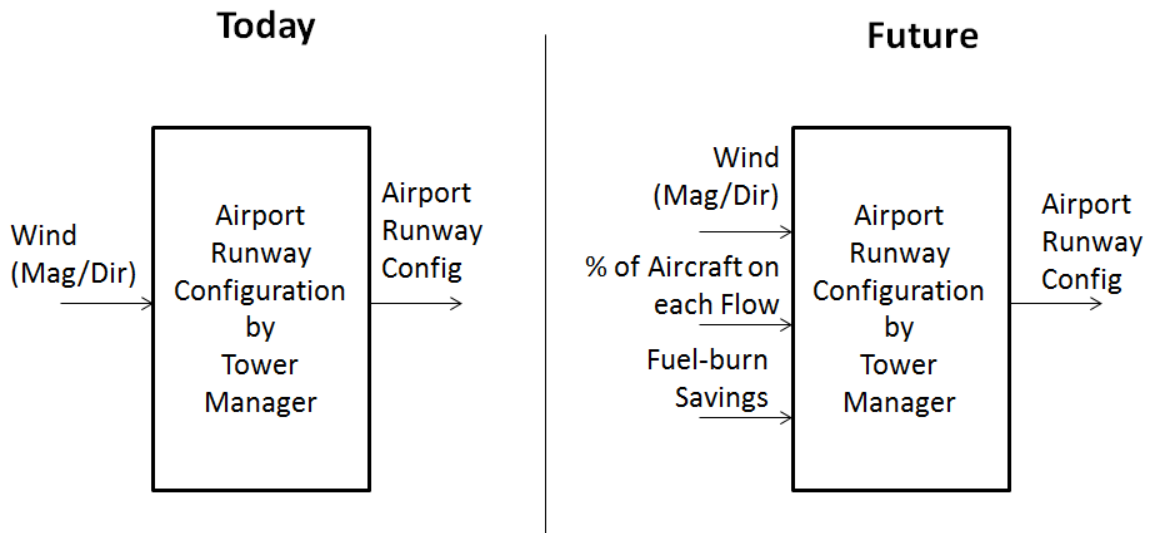 Today
Wind
(Mag/Dir)
Airport
Runway
Configuration
by
Tower
Manager
Airport
Runway
Config
Future
Wind
(Mag/Dir)
% of Aircraft on
each Flow
Fuel-burn
Savings
Airport
Runway
Configuration
by
Tower
Manager
Airport
Runway
Config